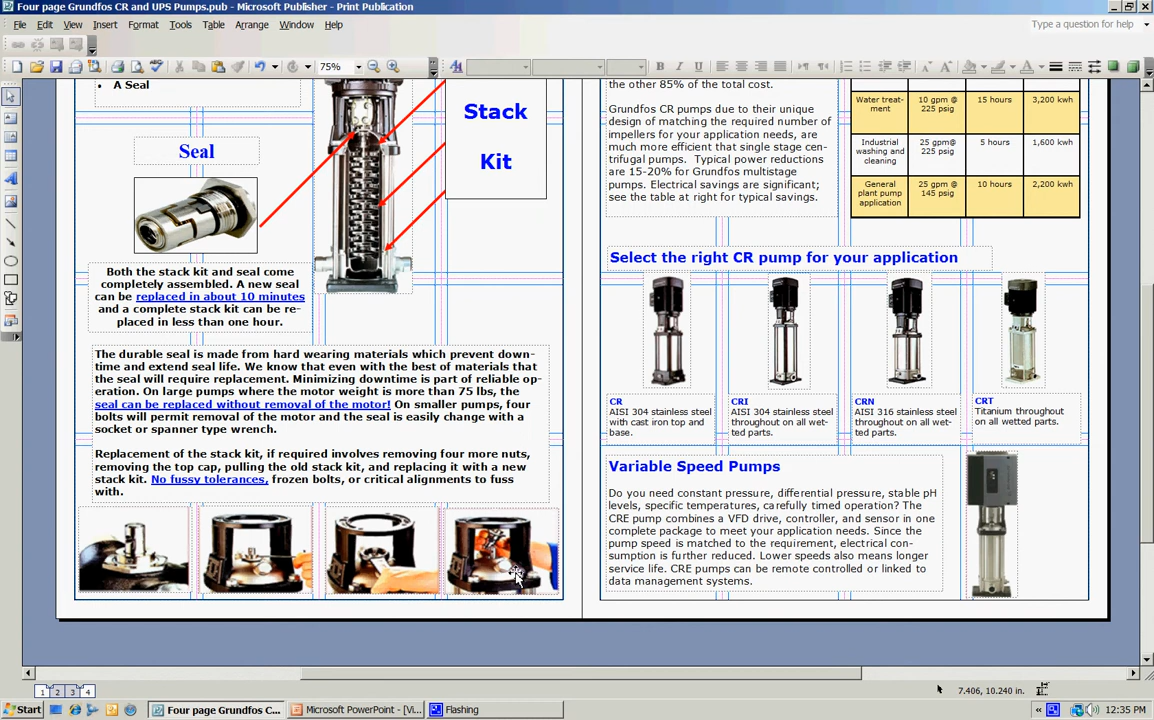 Four page Grundfos CR and UPS Pumps.pub - Microsoft Publisher - Print Publication
File Edit View Insert Format Tools Table Arrange Window Help
Type a question for help
75%
B I U
the other 85% of the total cost.
• A Seal
Stack
Kit
Seal
Both the stack kit and seal come
completely assembled. A new seal
can be replaced in about 10 minutes
and a complete stack kit can be re-
placed in less than one hour.
The durable seal is made from hard wearing materials which prevent down-
time and extend seal life. We know that even with the best of materials that
the seal will require replacement. Minimizing downtime is part of reliable op-
eration. On large pumps where the motor weight is more than 75 lbs, the
seal can be replaced without removal of the motor! On smaller pumps, four
bolts will permit removal of the motor and the seal is easily change with a
socket or spanner type wrench.
Replacement of the stack kit, if required involves removing four more nuts,
removing the top cap, pulling the old stack kit, and replacing it with a new
stack kit. No fussy tolerances, frozen bolts, or critical alignments to fuss
with.
Grundfos CR pumps due to their unique
design of matching the required number of
impellers for your application needs, are
much more efficient that single stage cen-
trifugal pumps. Typical power reductions
are 15-20% for Grundfos multistage
pumps. Electrical savings are significant;
see the table at right for typical savings.
Water treat-
ment
10 gpm @
225 psig
15 hours
3,200 kwh
Industrial
washing and
cleaning
25 gpm@
225 psig
5 hours
1,600 kwh
General
plant pump
application
25 gpm @
145 psig
10 hours
2,200 kwh
Select the right CR pump for your application
CR
AISI 304 stainless steel
with cast iron top and
base.
CRI
AISI 304 stainless steel
throughout on all wet-
ted parts.
CRN
AISI 316 stainless steel
throughout on all wet-
ted parts.
CRT
Titanium throughout
on all wetted parts.
Variable Speed Pumps
Do you need constant pressure, differential pressure, stable pH
levels, specific temperatures, carefully timed operation? The
CRE pump combines a VFD drive, controller, and sensor in one
complete package to meet your application needs. Since the
pump speed is matched to the requirement, electrical con-
sumption is further reduced. Lower speeds also means longer
service life. CRE pumps can be remote controlled or linked to
data management systems.
1 2 3 4
7.406, 10.240 in.
Start
Four page Grundfos C...
Microsoft PowerPoint - [Vi...
Flashing
12:35 PM